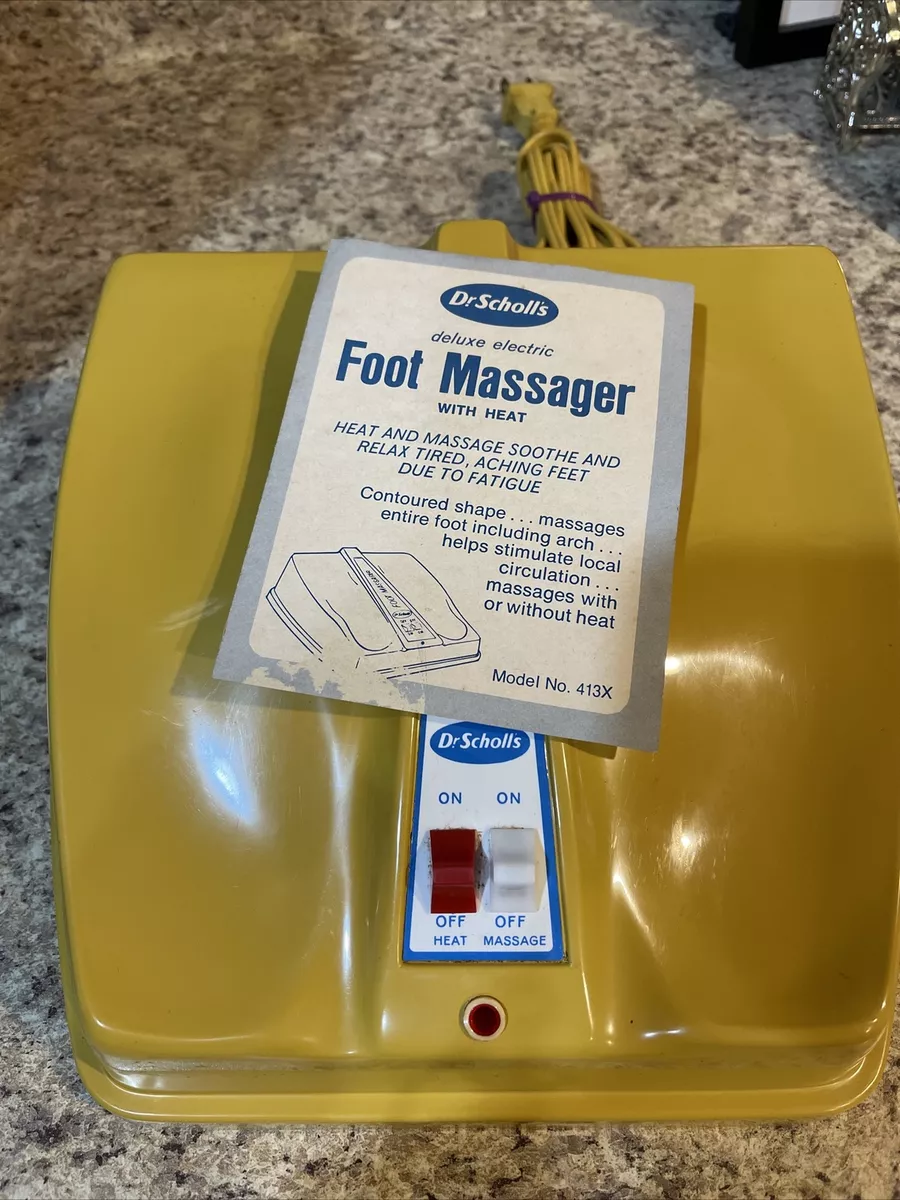 Dr Scholl's
deluxe electric
Foot Massager
WITH HEAT
HEAT AND MASSAGE SOOTHE AND
RELAX TIRED, ACHING FEET
DUE TO FATIGUE
Contoured shape ... massages
entire foot including arch ...
helps stimulate local
circulation ...
massages with
or without heat
FOOT MASSAGER
Model No. 413X
Dr Scholl's
ON ON
OFF OFF
HEAT MASSAGE